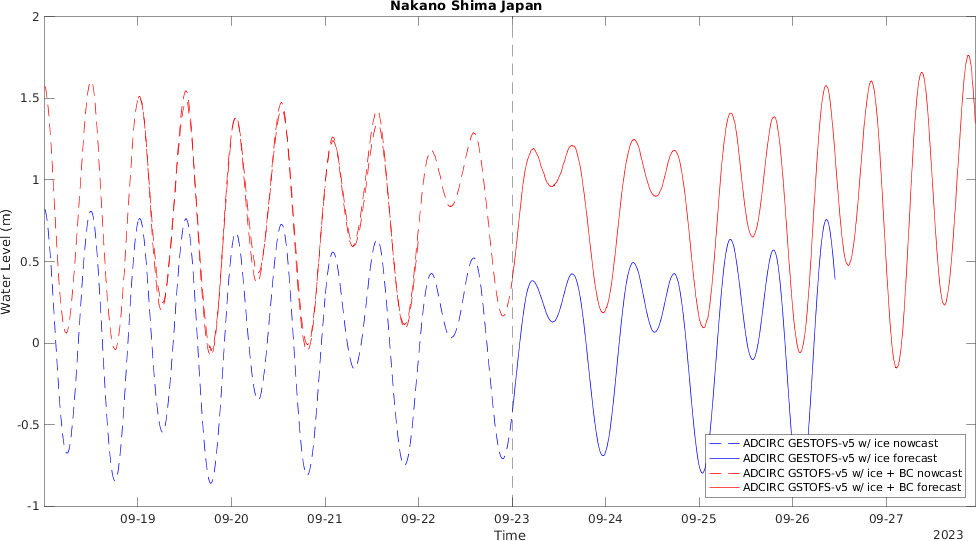 Nakano Shima Japan
2
1.5
1
0.5
0
-0.5
-1
Water Level (m)
ADCIRC GESTOFS-v5 w/ ice nowcast
ADCIRC GESTOFS-v5 w/ ice forecast
ADCIRC GSTOFS-v5 w/ ice + BC nowcast
ADCIRC GSTOFS-v5 w/ ice + BC forecast
09-19 09-20 09-21 09-22 09-23 09-24 09-25 09-26 09-27
Time
2023